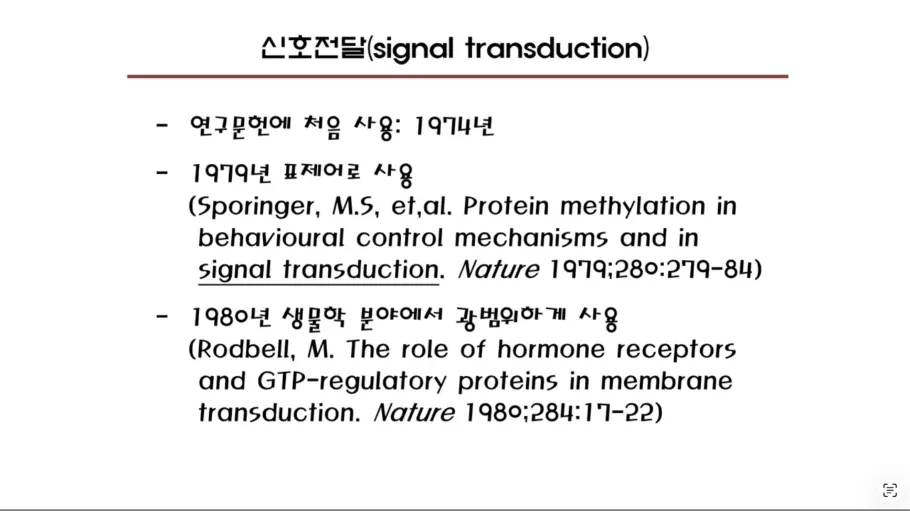 신호전달(signal transduction)
- 연구문헌에 처음 사용: 1974년
- 1979년 표제어로 사용
(Sporinger, M.S, et,al. Protein methylation in
behavioural control mechanisms and in
signal transduction. Nature 1979;280:279-84)
- 1980년 생물학 분야에서 광범위하게 사용
(Rodbell, M. The role of hormone receptors
and GTP-regulatory proteins in membrane
transduction. Nature 1980;284:17-22)